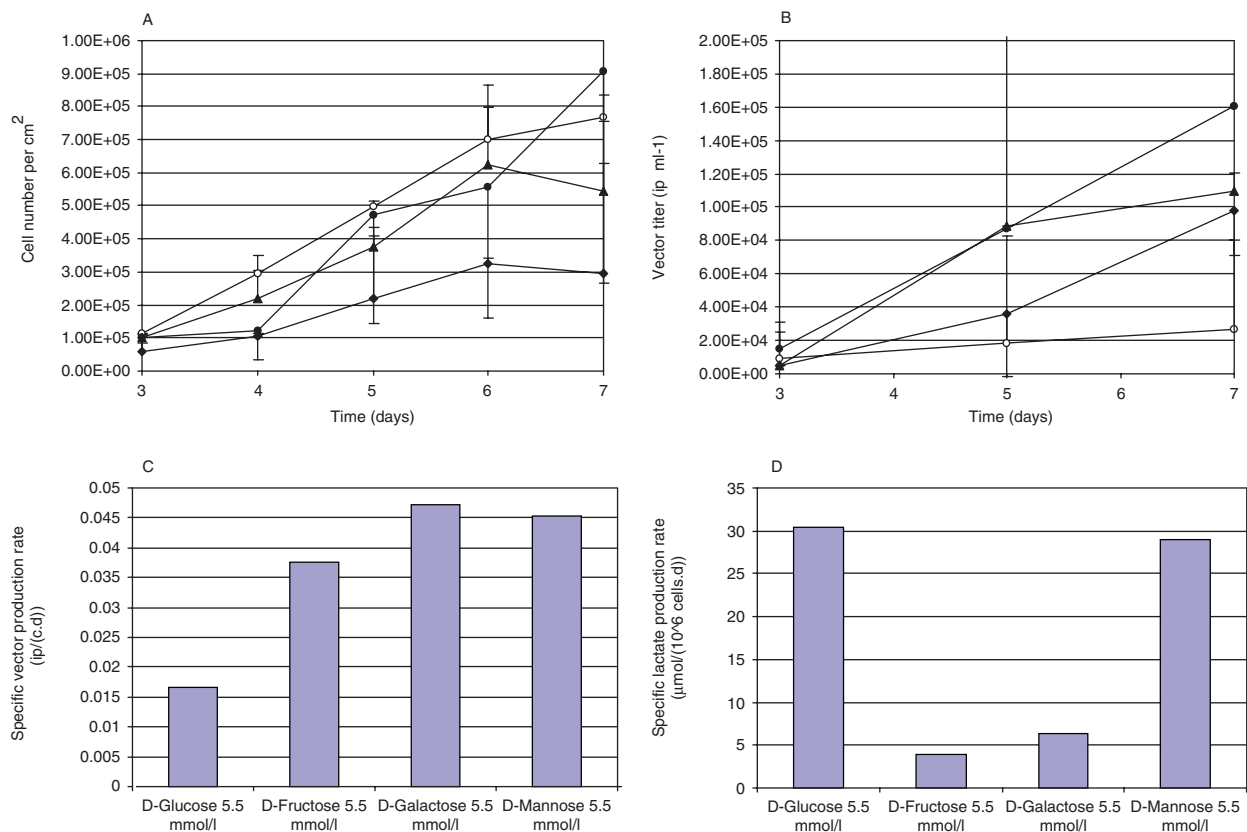 A
1.00E+06
9.00E+05
8.00E+05
7.00E+05
6.00E+05
5.00E+05
4.00E+05
3.00E+05
2.00E+05
1.00E+05
0.00E+00
Cell number per cm2
3 4 5 6 7
Time (days)
B
2.00E+05
1.80E+05
1.60E+05
1.40E+05
1.20E+05
1.00E+05
8.00E+04
6.00E+04
4.00E+04
2.00E+04
0.00E+00
Vector titer (ip ml-1)
3 4 5 6 7
Time (days)
C
0.05
0.045
0.04
0.035
0.03
0.025
0.02
0.015
0.01
0.005
0
Specific vector production rate
(ip/(c.d))
D-Glucose 5.5 D-Fructose 5.5 D-Galactose 5.5 D-Mannose 5.5
mmol/l mmol/l mmol/l mmol/l
D
35
30
25
20
15
10
5
0
Specific lactate production rate
(μmol/(10^6 cells.d))
D-Glucose 5.5 D-Fructose 5.5 D-Galactose 5.5 D-Mannose 5.5
mmol/l mmol/l mmol/l mmol/l